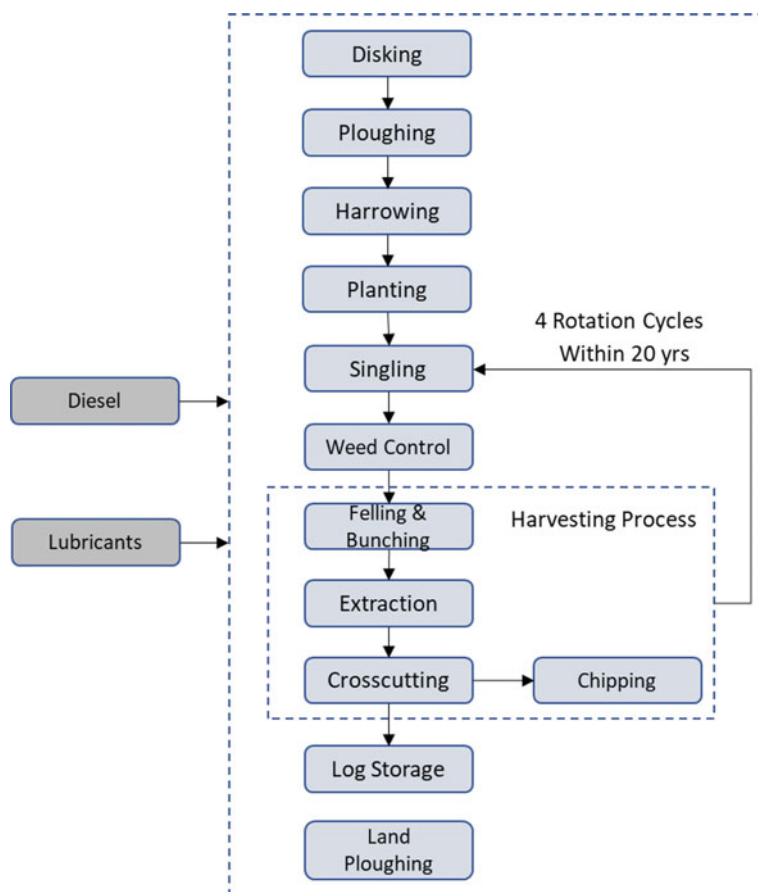 Disking
Ploughing
Harrowing
Planting
4 Rotation Cycles
Within 20 yrs
Singling
Diesel
Weed Control
Felling &
Bunching
Harvesting Process
Lubricants
Extraction
Crosscutting
Chipping
Log Storage
Land
Ploughing